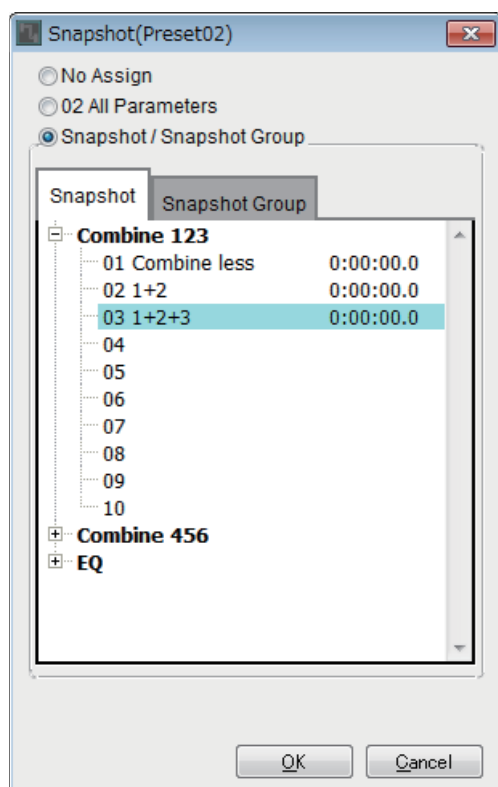 Snapshot(Preset02)
No Assign
02 All Parameters
Snapshot / Snapshot Group
Snapshot Snapshot Group
Combine 123
01 Combine less 0:00:00.0
02 1+2 0:00:00.0
03 1+2+3 0:00:00.0
04
05
06
07
08
09
10
Combine 456
EQ
OK Cancel